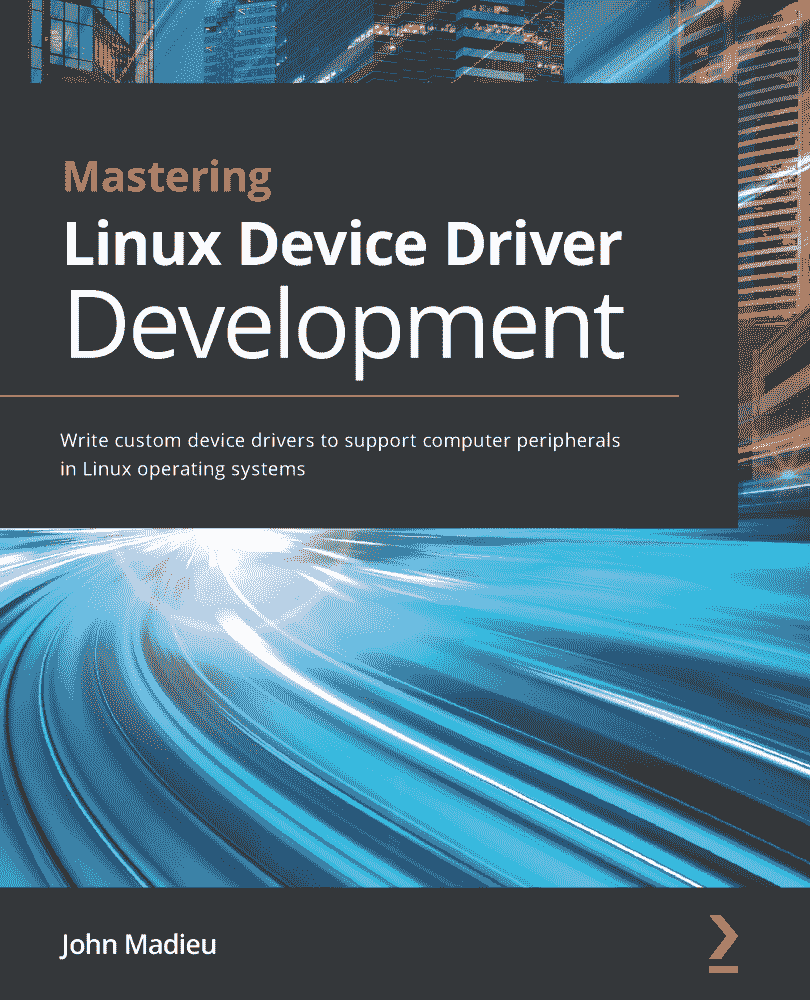 Mastering
Linux Device Driver
Development
Write custom device drivers to support computer peripherals
in Linux operating systems
John Madieu